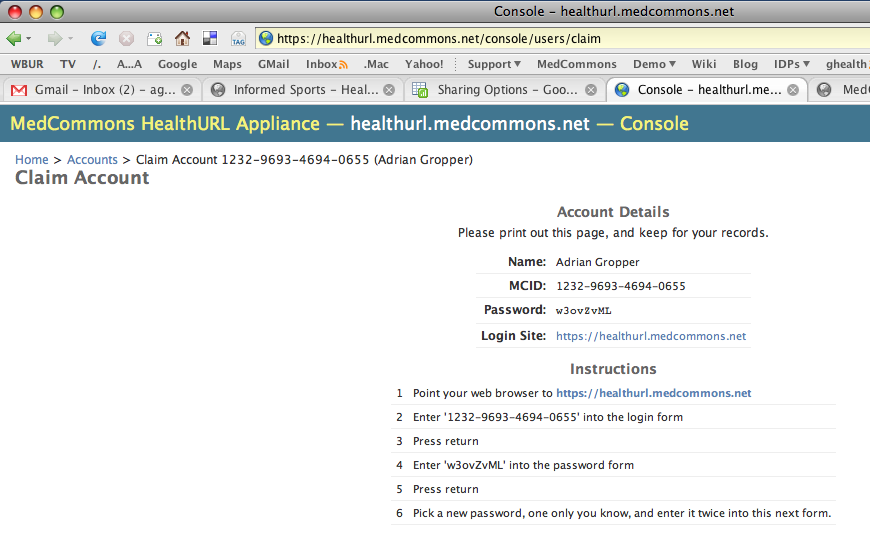 Console – healthurl.medcommons.net
TAG https://healthurl.medcommons.net/console/users/claim
WBUR TV /. A...A Google Maps GMail Inbox .Mac Yahoo! Support▼ MedCommons Demo▼ Wiki Blog IDPs▼ ghealth
Gmail – Inbox (2) – ag... Informed Sports – Heal... Sharing Options – Goo... Console – healthurl.me... MedC
MedCommons HealthURL Appliance — healthurl.medcommons.net — Console
Home > Accounts > Claim Account 1232-9693-4694-0655 (Adrian Gropper)
Claim Account
Account Details
Please print out this page, and keep for your records.
Name: Adrian Gropper
MCID: 1232-9693-4694-0655
Password: w3ovZvML
Login Site: https://healthurl.medcommons.net
Instructions
1 Point your web browser to https://healthurl.medcommons.net
2 Enter '1232-9693-4694-0655' into the login form
3 Press return
4 Enter 'w3ovZvML' into the password form
5 Press return
6 Pick a new password, one only you know, and enter it twice into this next form.